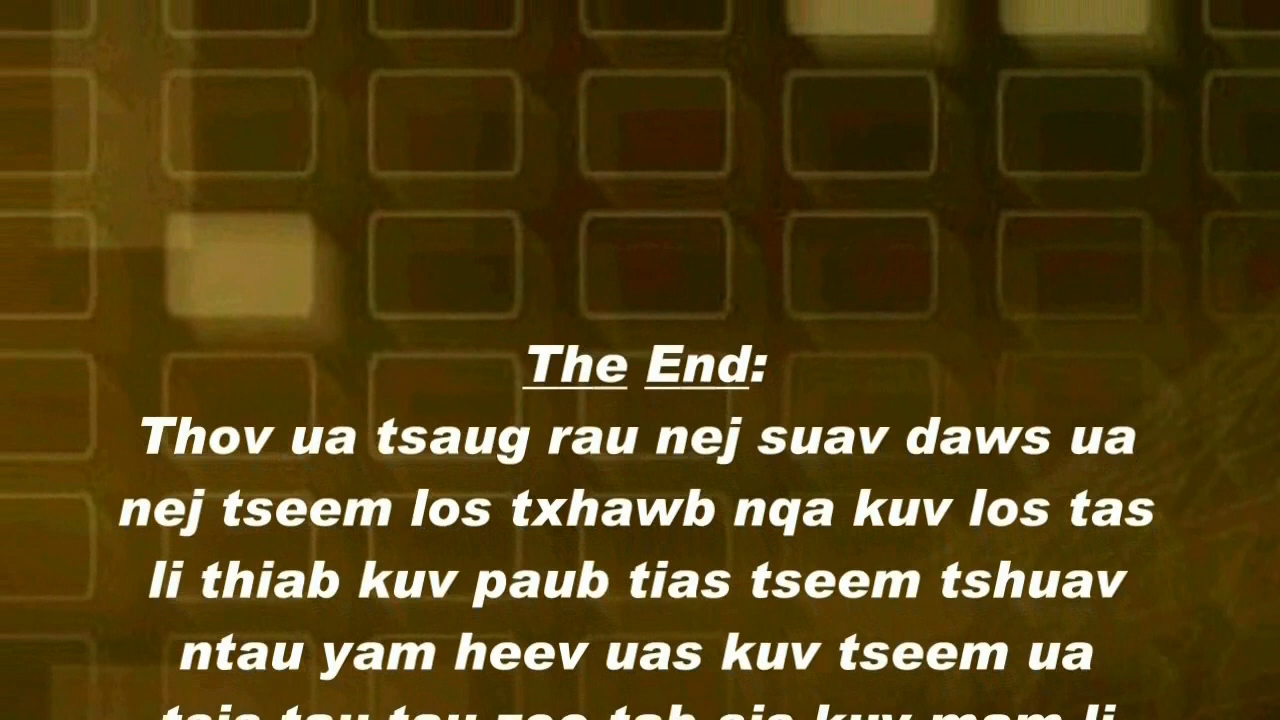 The End:
Thov ua tsaug rau nej suav daws ua
nej tseem los txhawb nqa kuv los tas
li thiab kuv paub tias tseem tshuav
ntau yam heev uas kuv tseem ua